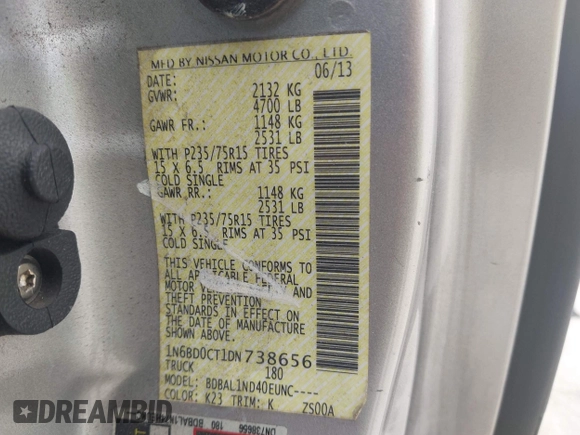 MFD BY NISSAN MOTOR CO., LTD.
DATE: 06/13
GVWR: 2132 KG
4700 LB
GAWR FR.: 1148 KG
2531 LB
WITH P235/75R15 TIRES
15 X 6.5 RIMS AT 35 PSI
COLD SINGLE
GAWR RR.: 1148 KG
2531 LB
WITH P235/75R15 TIRES
15 X 6.5 RIMS AT 35 PSI
COLD SINGLE
THIS VEHICLE CONFORMS TO
ALL APPLICABLE FEDERAL
MOTOR AND
THEFT PREVENTION
STANDARDS IN EFFECT ON
THE DATE OF MANUFACTURE
SHOWN ABOVE.
1N6BD0CT1DN738656
TRUCK 180
MODEL: BDBAL1ND40EUNC----
COLOR: K23 TRIM: K ZS00A
DN738656 180 BDBAL1ND
DREAMBID